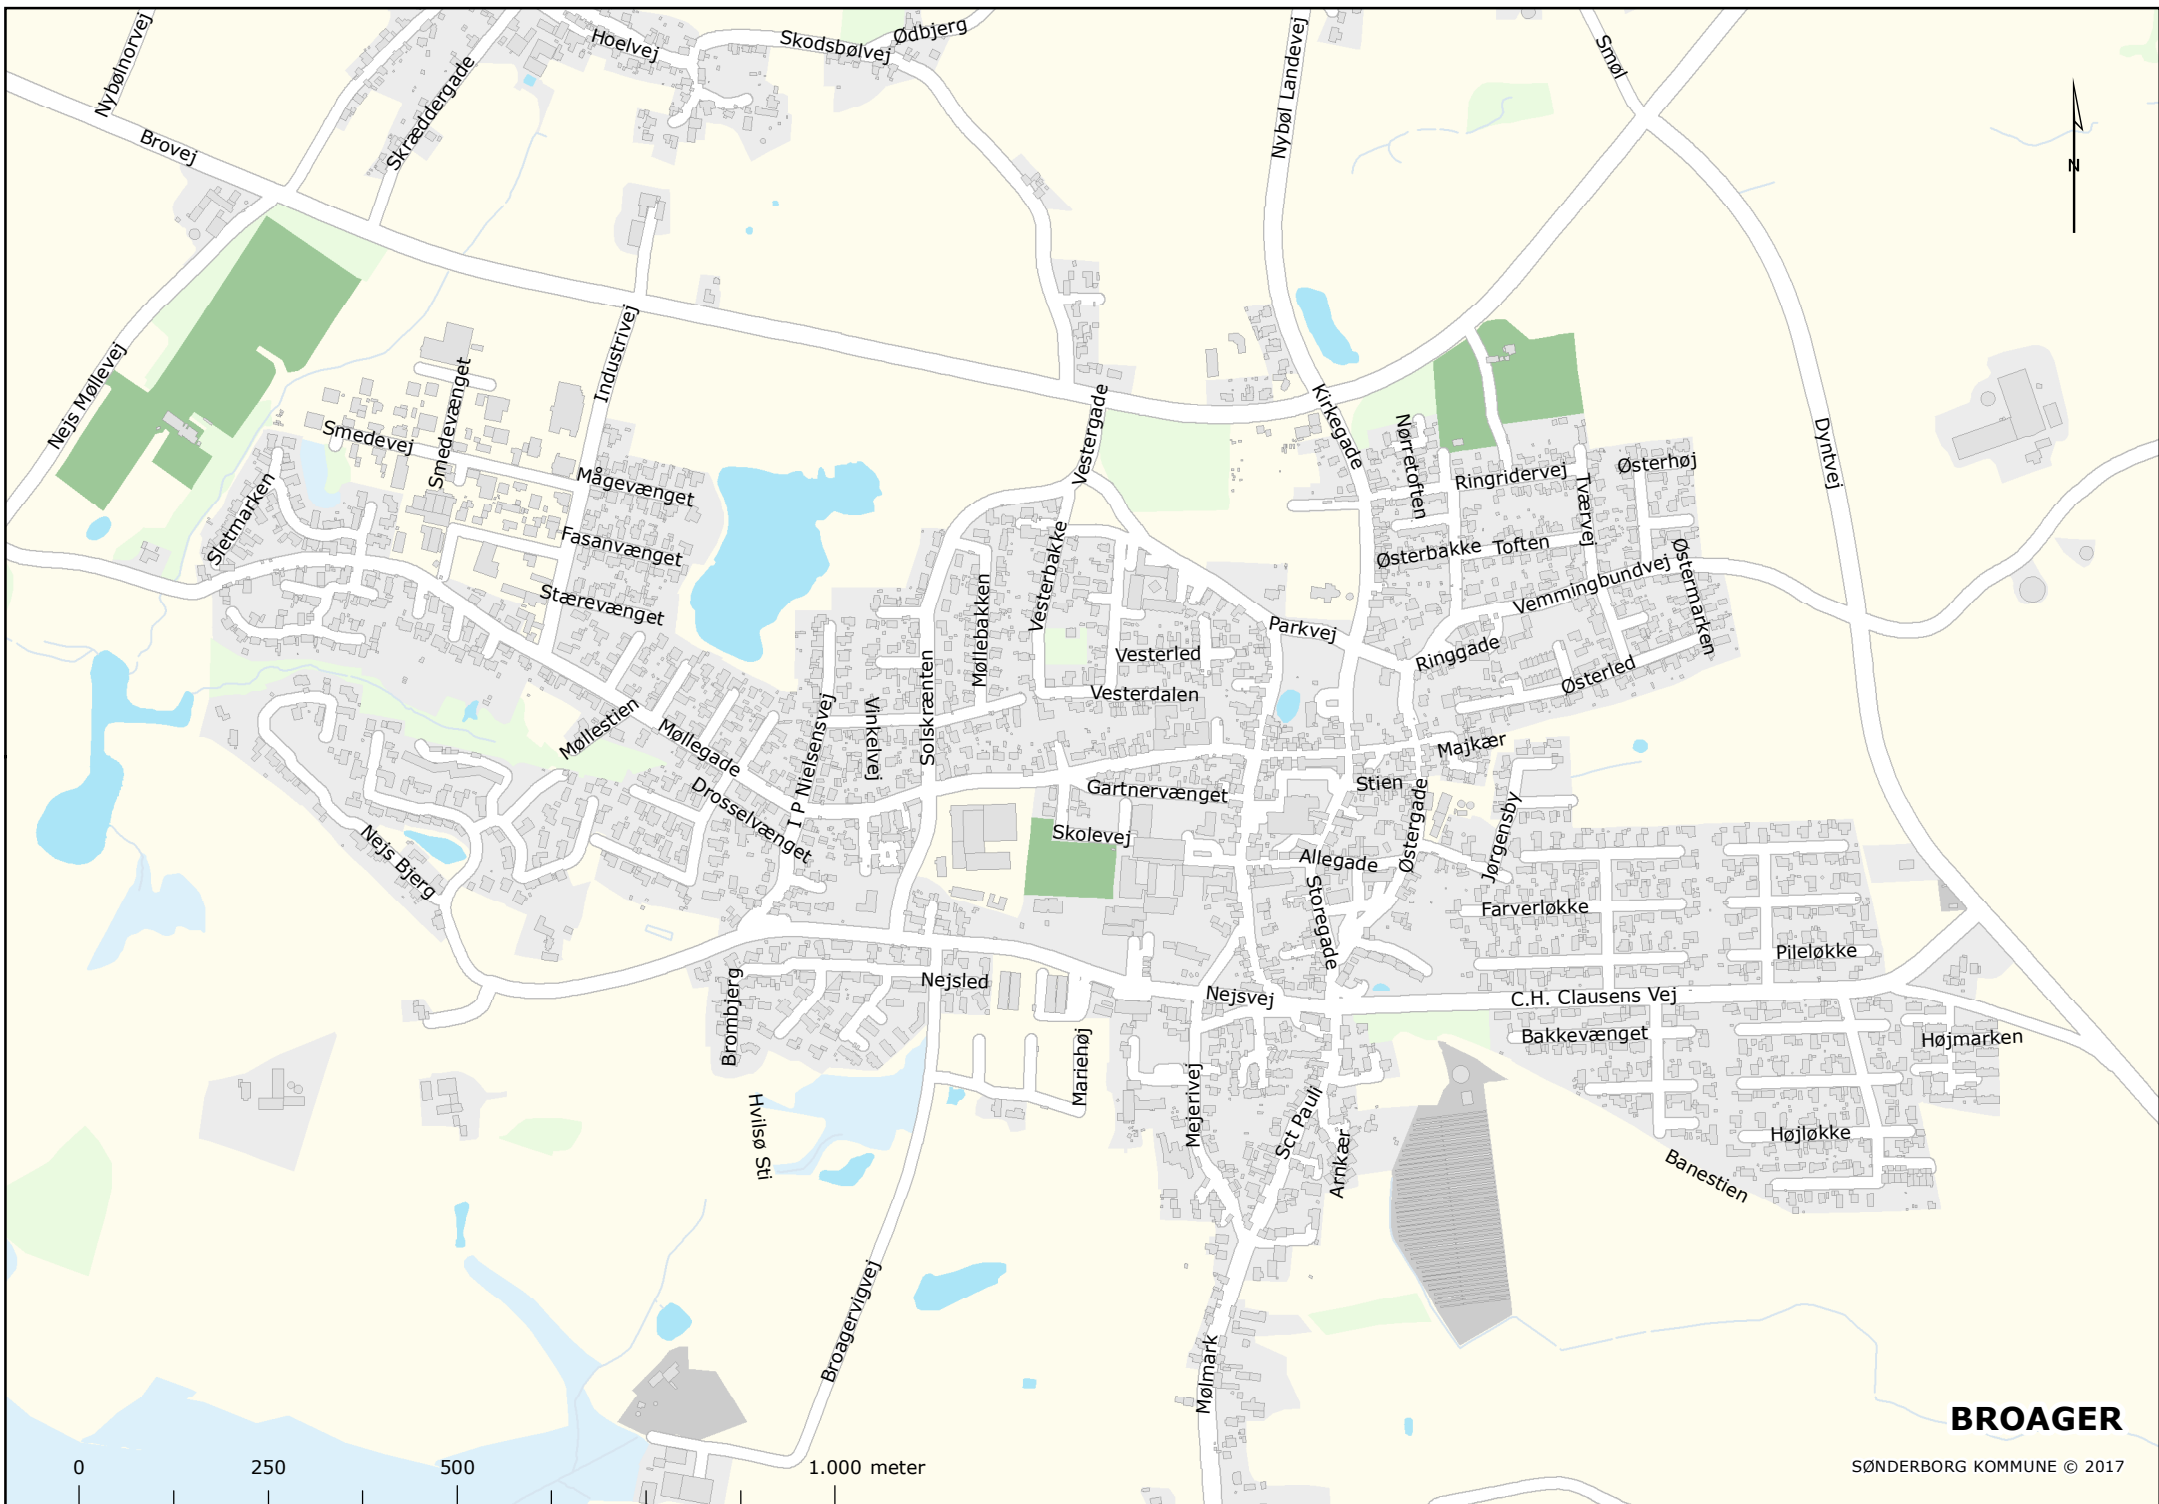 Nybølnorvej
Hoelvej
Skodsbølvej
Ødbjerg
Nybøl Landevej
Smøl
Skræddergade
Brovej
N
Industrivej
Nejs Møllevej
Smedevænget
Smedevej
Vestergade
Kirkegade
Nørretoften
Dyntvej
Mågevænget
Ringridervej
Østerhøj
Tværvej
Sletmarken
Fasanvænget
Vesterbakke
Østerbakke
Toften
Stærevænget
Møllebakken
Vemmingbundvej
Østermarken
Parkvej
Vesterled
Ringgade
Østerled
Vesterdalen
Solskrænten
Vinkelvej
I P Nielsensvej
Møllestien
Møllegade
Majkær
Gartnervænget
Stien
Drosselvænget
Østergade
Jørgensby
Nejs Bjerg
Skolevej
Allegade
Storegade
Farverløkke
Pileløkke
Nejsled
Nejsvej
C.H. Clausens Vej
Brombjerg
Mariehøj
Bakkevænget
Højmarken
Mejerivej
Sct Pauli
Arnkær
Hvilsø Sti
Højløkke
Banestien
Broagervigvej
Mølmark
BROAGER
0 250 500 1.000 meter
SØNDERBORG KOMMUNE © 2017